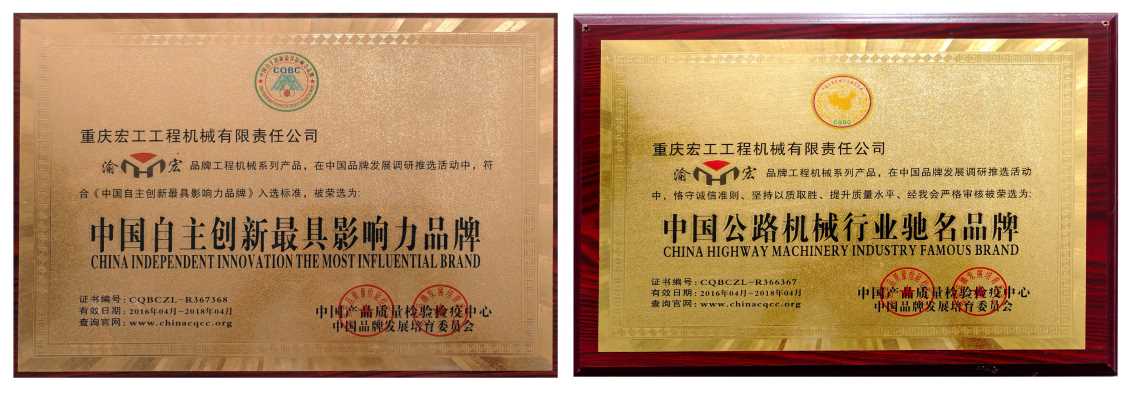 CQBC
重庆宏工工程机械有限责任公司
渝 宏 品牌工程机械系列产品，在中国品牌发展调研推选活动中，符
合《中国自主创新最具影响力品牌》入选标准，被荣选为：
中国自主创新最具影响力品牌
CHINA INDEPENDENT INNOVATION THE MOST INFLUENTIAL BRAND
证书编号：CQBCZL-R367368
有效日期：2016年04月-2018年04月
查询官网：www.chinacqcc.org
中国产品质量检验检疫中心
中国品牌发展培育委员会
CQBC
重庆宏工工程机械有限责任公司
渝 宏 品牌工程机械系列产品，在中国品牌发展调研推选活动
中，恪守诚信准则、坚持以质取胜、提升质量水平、经我会严格审核被荣选为：
中国公路机械行业驰名品牌
CHINA HIGHWAY MACHINERY INDUSTRY FAMOUS BRAND
证书编号：CQBCZL-R366367
有效日期：2016年04月-2018年04月
查询官网：www.chinacqcc.org
中国产品质量检验检疫中心
中国品牌发展培育委员会